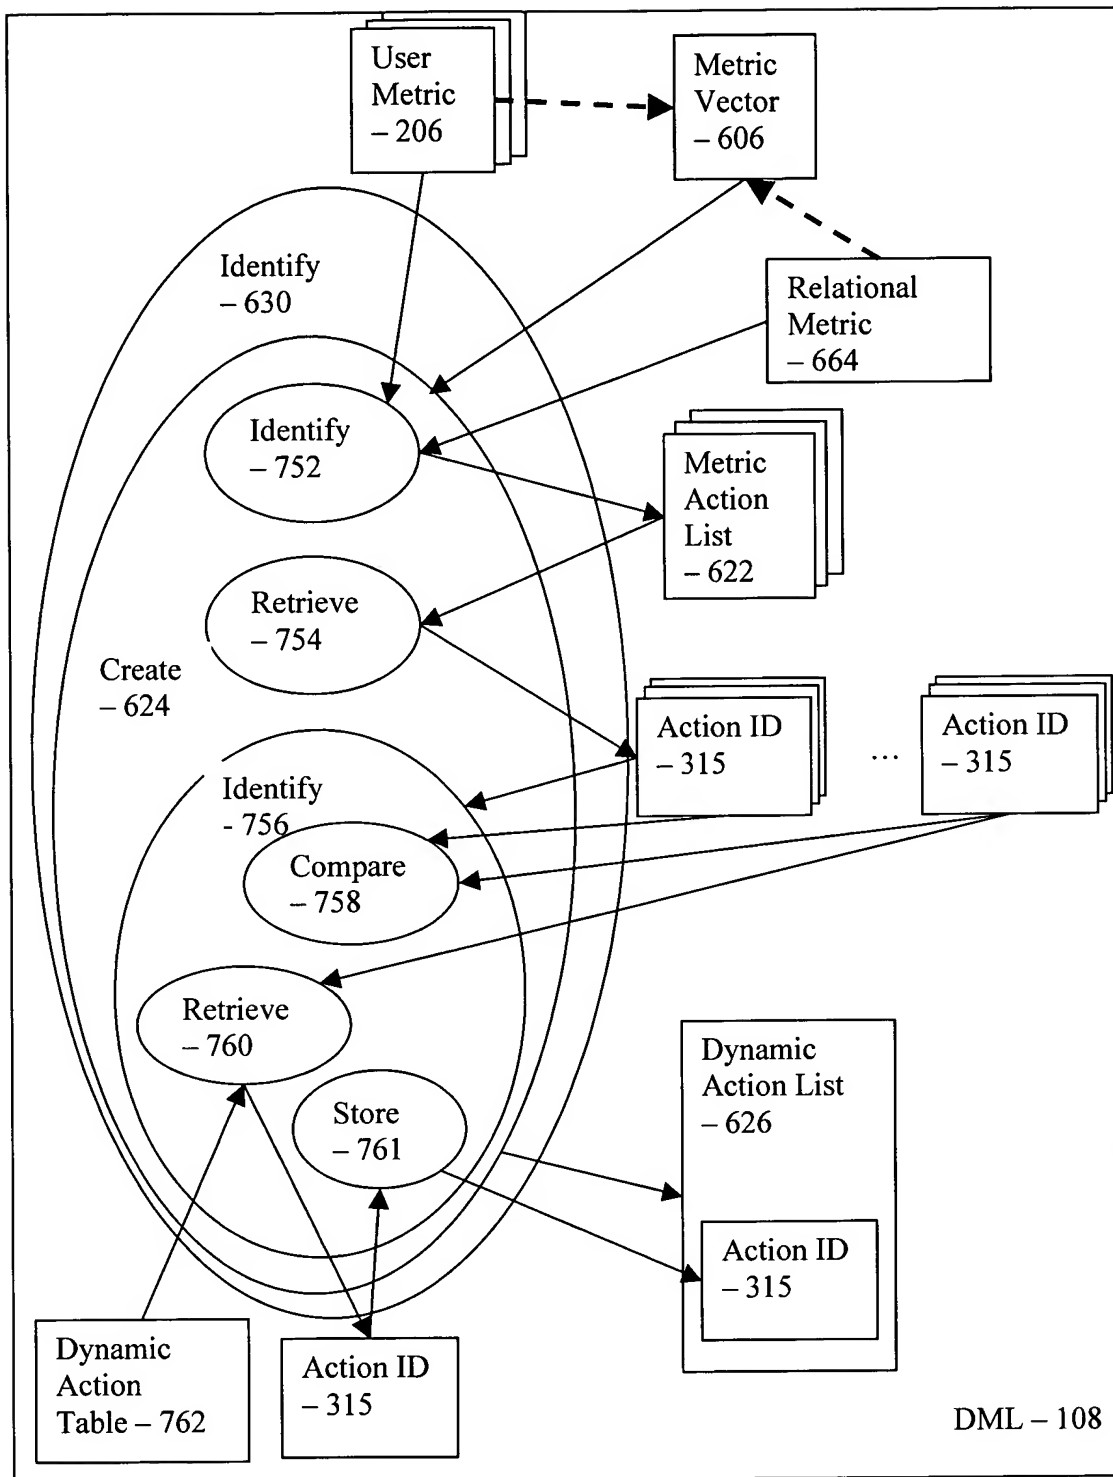 User
Metric
– 206
Metric
Vector
– 606
Identify
– 630
Relational
Metric
– 664
Identify
– 752
Metric
Action
List
– 622
Retrieve
– 754
Create
– 624
Action ID
– 315
...
Action ID
– 315
Identify
- 756
Compare
– 758
Retrieve
– 760
Dynamic
Action List
– 626
Store
– 761
Action ID
– 315
Dynamic
Action
Table – 762
Action ID
– 315
DML – 108